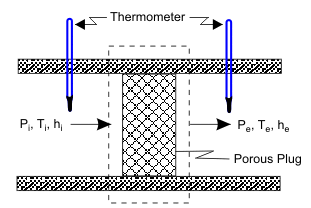 Thermometer
Pi, Ti, hi
Pe, Te, he
Porous Plug